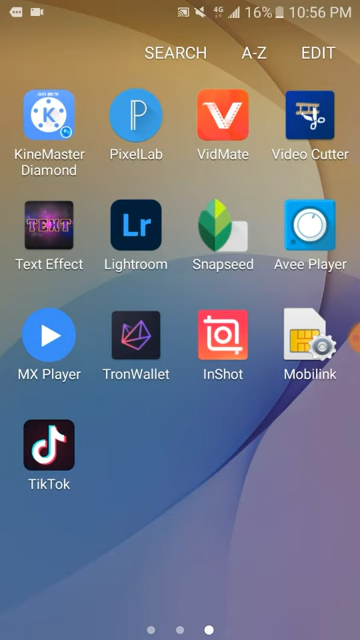 4G 16% 10:56 PM
SEARCH A-Z EDIT
KineMaster Diamond
PixelLab
VidMate
Video Cutter
TEXT
Text Effect
Lr
Lightroom
Snapseed
Avee Player
MX Player
TronWallet
InShot
Mobilink
TikTok